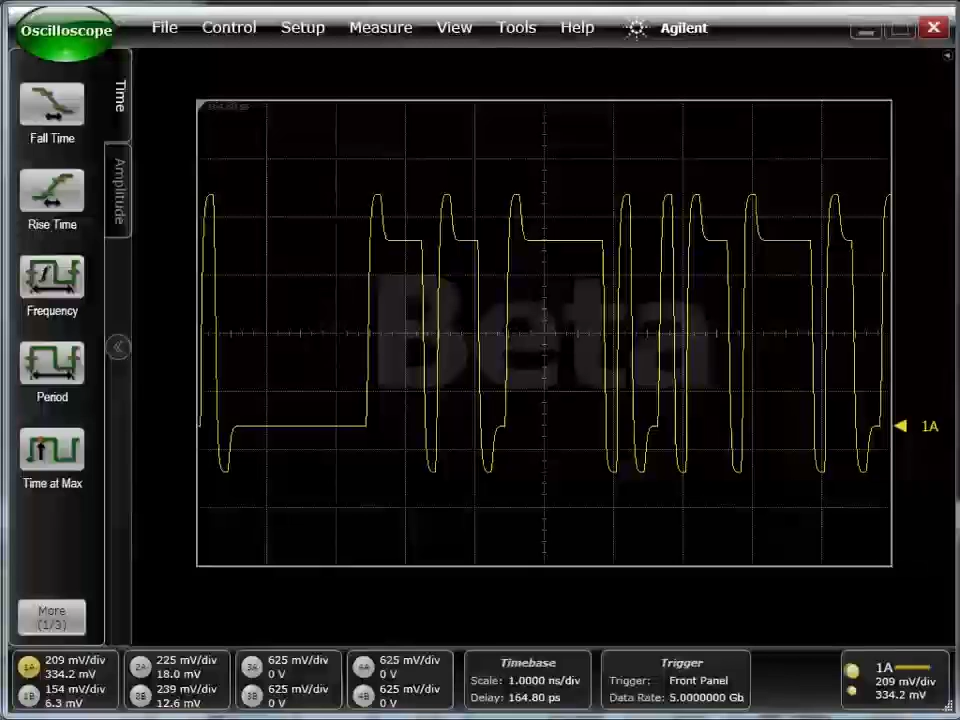 Oscilloscope
File Control Setup Measure View Tools Help Agilent
Time
Amplitude
Fall Time
Rise Time
Frequency
Period
Time at Max
More
(1/3)
Beta
1A
1A 209 mV/div
334.2 mV
1B 154 mV/div
6.3 mV
2A 225 mV/div
18.0 mV
2B 239 mV/div
12.6 mV
3A 625 mV/div
0 V
3B 625 mV/div
0 V
4A 625 mV/div
0 V
4B 625 mV/div
0 V
Timebase
Scale: 1.0000 ns/div
Delay: 164.80 ps
Trigger
Trigger: Front Panel
Data Rate: 5.0000000 Gb
1A
209 mV/div
334.2 mV